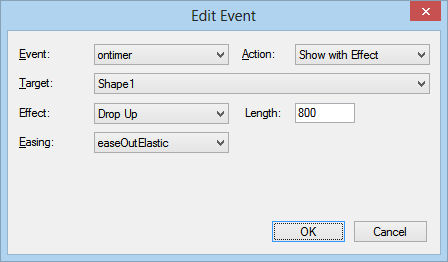 Edit Event
Event: ontimer Action: Show with Effect
Target: Shape1
Effect: Drop Up Length: 800
Easing: easeOutElastic
OK Cancel